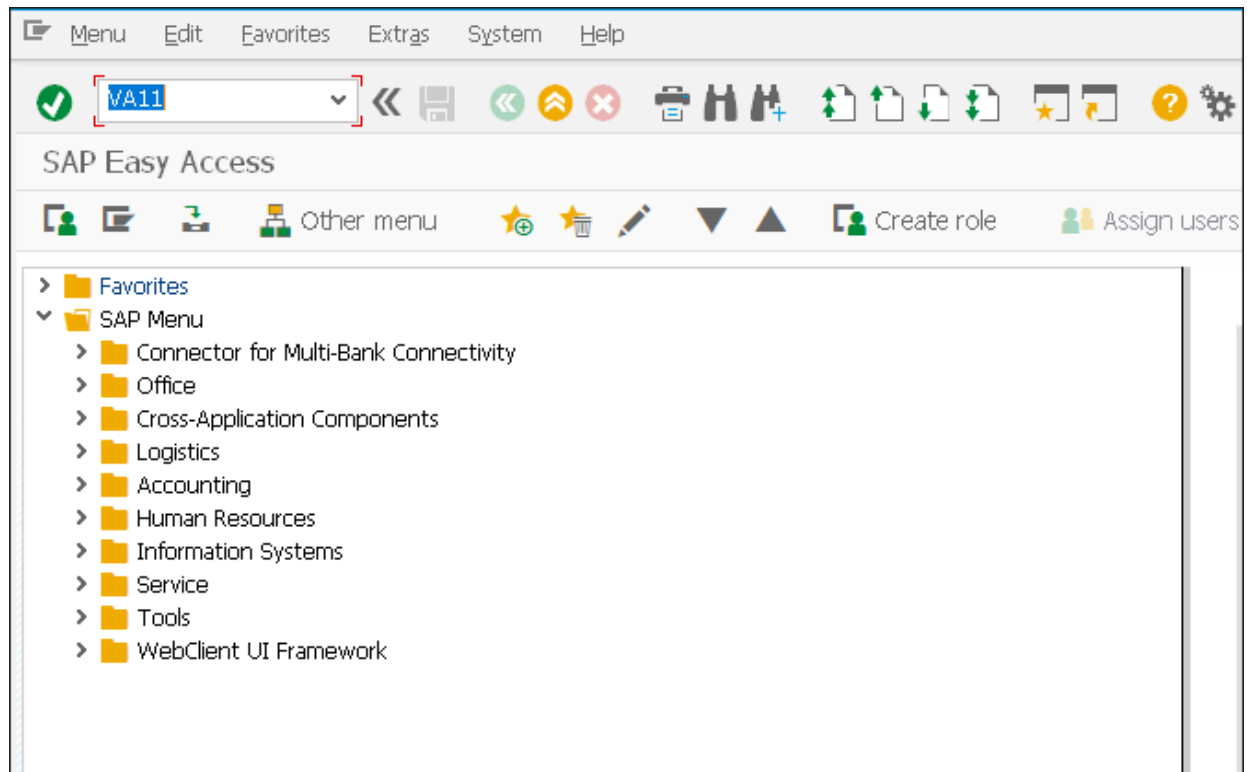 Menu Edit Favorites Extras System Help
VA11
SAP Easy Access
Other menu Create role Assign users
Favorites
SAP Menu
Connector for Multi-Bank Connectivity
Office
Cross-Application Components
Logistics
Accounting
Human Resources
Information Systems
Service
Tools
WebClient UI Framework